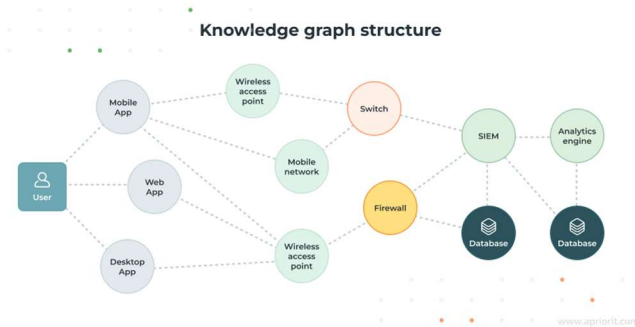 Knowledge graph structure
Wireless
access
point
Mobile
App
Switch
SIEM
Analytics
engine
Mobile
network
User
Web
App
Firewall
Database
Database
Wireless
access
point
Desktop
App
www.apriorit.com